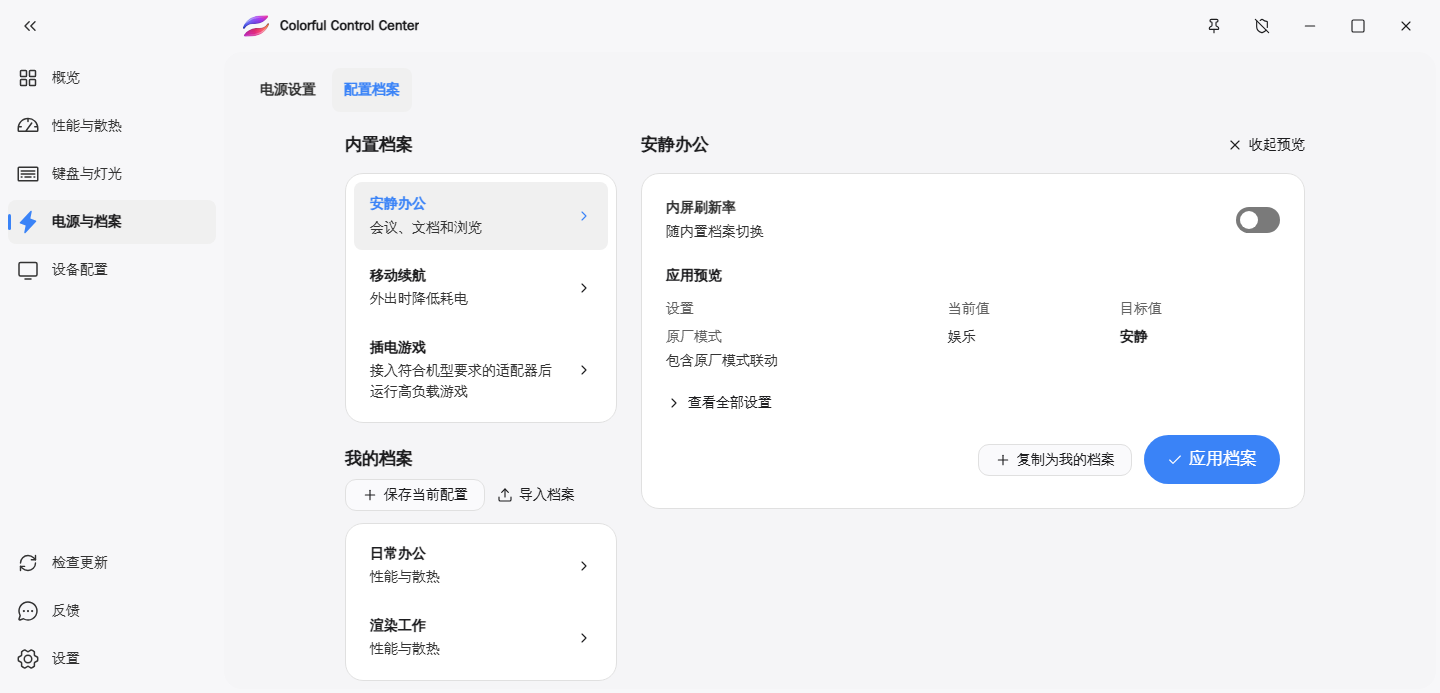 Colorful Control Center
概览
性能与散热
键盘与灯光
电源与档案
设备配置
检查更新
反馈
设置
电源设置
配置档案
内置档案
安静办公
会议、文档和浏览
移动续航
外出时降低耗电
插电游戏
接入符合机型要求的适配器后
运行高负载游戏
我的档案
保存当前配置
导入档案
日常办公
性能与散热
渲染工作
性能与散热
安静办公
收起预览
内屏刷新率
随内置档案切换
应用预览
设置 当前值 目标值
原厂模式 娱乐 安静
包含原厂模式联动
查看全部设置
复制为我的档案
应用档案